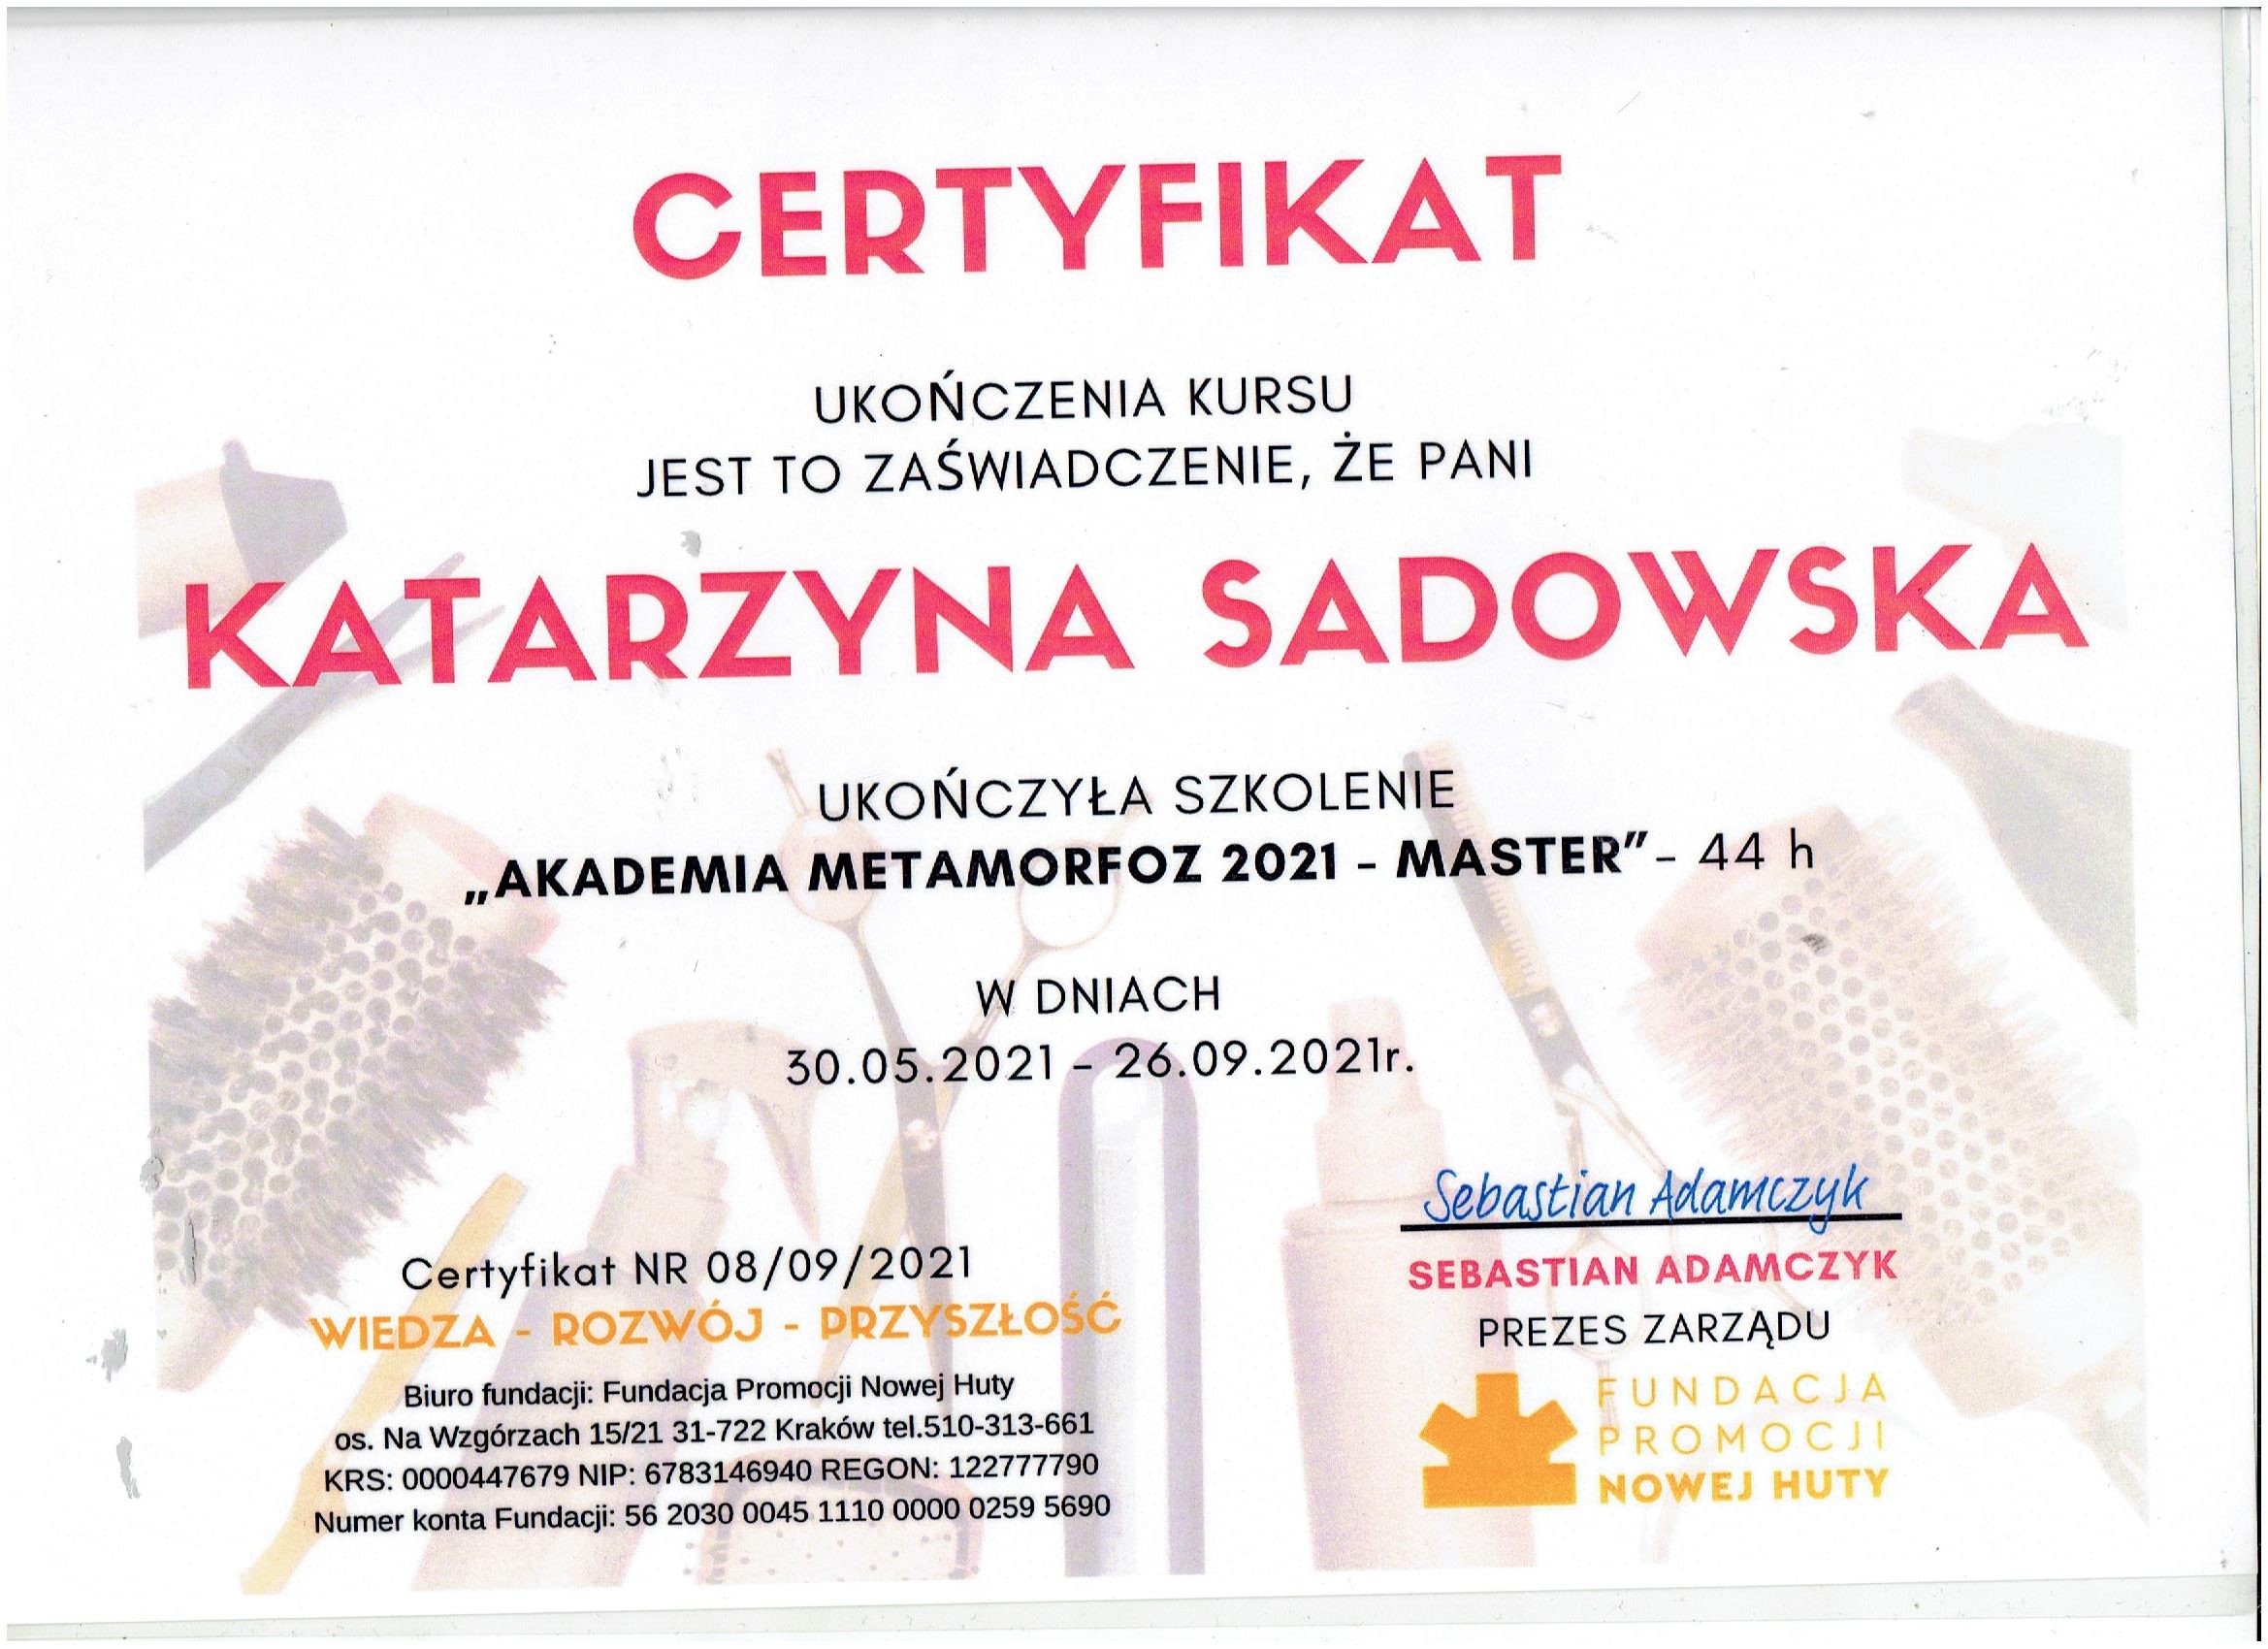 CERTYFIKAT
UKOŃCZENIA KURSU
JEST TO ZAŚWIADCZENIE, ŻE PANI
KATARZYNA SADOWSKA
UKOŃCZYŁA SZKOLENIE
„AKADEMIA METAMORFOZ 2021 - MASTER”- 44 h
W DNIACH
30.05.2021 - 26.09.2021r.
Certyfikat NR 08/09/2021
WIEDZA - ROZWÓJ - PRZYSZŁOŚĆ
Biuro fundacji: Fundacja Promocji Nowej Huty
os. Na Wzgórzach 15/21 31-722 Kraków tel.510-313-661
KRS: 0000447679 NIP: 6783146940 REGON: 122777790
Numer konta Fundacji: 56 2030 0045 1110 0000 0259 5690
Sebastian Adamczyk
SEBASTIAN ADAMCZYK
PREZES ZARZĄDU
FUNDACJA
PROMOCJI
NOWEJ HUTY